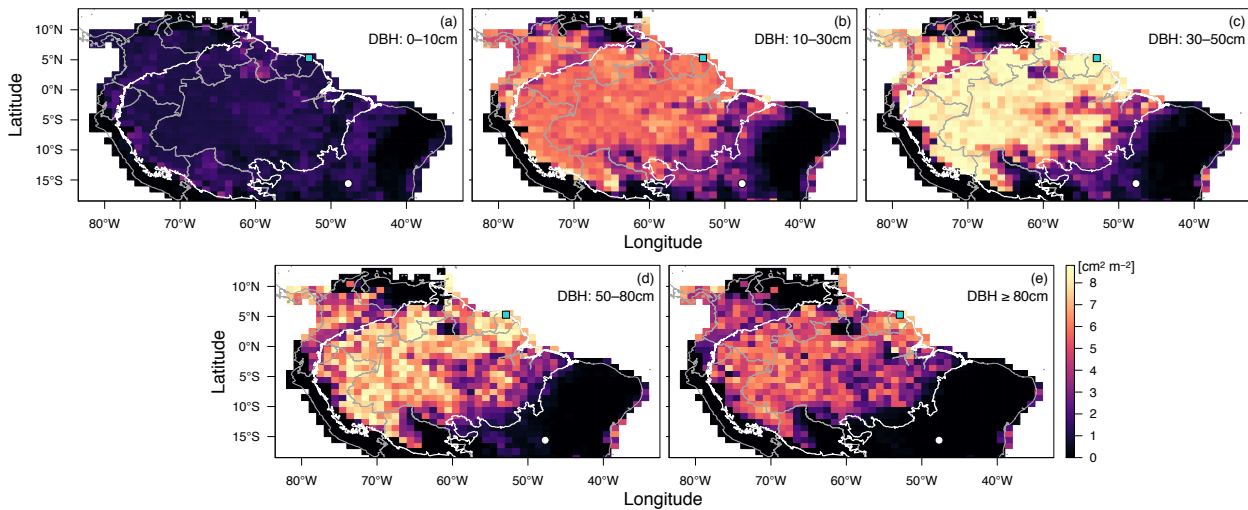 (a)
DBH: 0–10cm
(b)
DBH: 10–30cm
(c)
DBH: 30–50cm
10°N
5°N
0°N
5°S
10°S
15°S
Latitude
80°W 70°W 60°W 50°W 40°W
80°W 70°W 60°W 50°W 40°W
80°W 70°W 60°W 50°W 40°W
Longitude
(d)
DBH: 50–80cm
(e)
DBH ≥ 80cm
[cm² m⁻²]
8
7
6
5
4
3
2
1
0
10°N
5°N
0°N
5°S
10°S
15°S
Latitude
80°W 70°W 60°W 50°W 40°W
80°W 70°W 60°W 50°W 40°W
Longitude